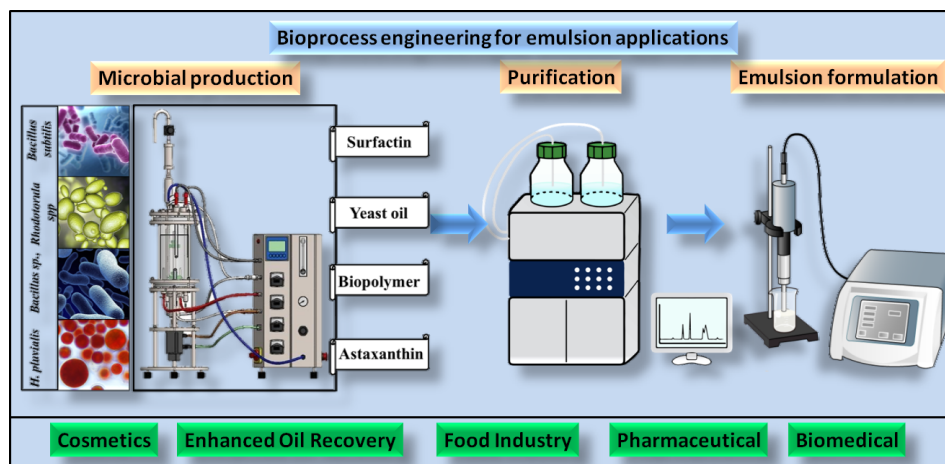 Bioprocess engineering for emulsion applications
Microbial production
Purification
Emulsion formulation
Bacillus
subtilis
Rhodotorula
spp
Bacillus sp.,
H. pluvialis
Surfactin
Yeast oil
Biopolymer
Astaxanthin
Cosmetics
Enhanced Oil Recovery
Food Industry
Pharmaceutical
Biomedical